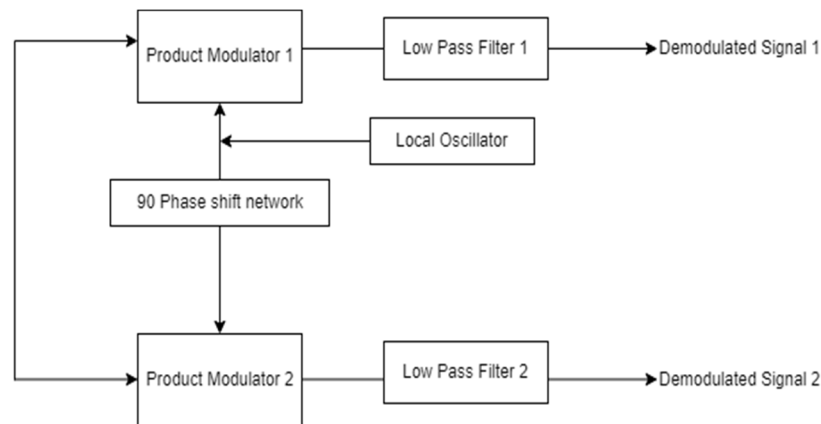 Product Modulator 1
Low Pass Filter 1
Demodulated Signal 1
Local Oscillator
90 Phase shift network
Product Modulator 2
Low Pass Filter 2
Demodulated Signal 2